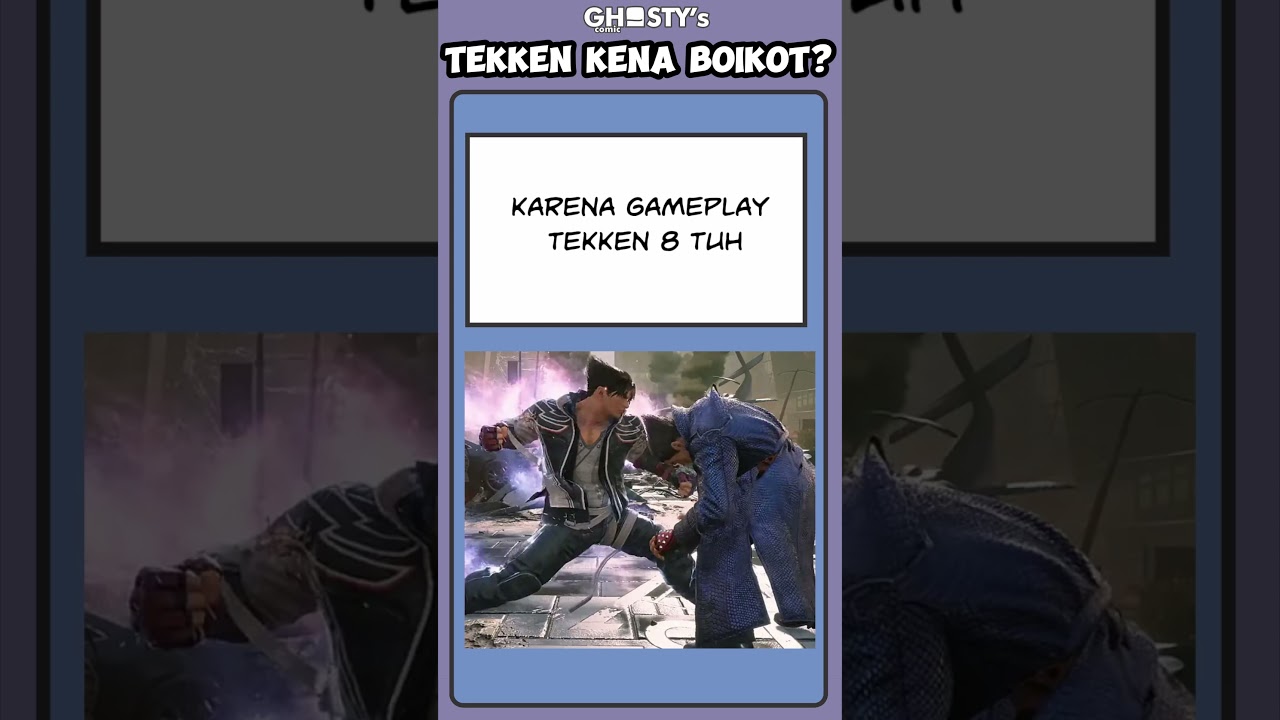 GHOSTY's
comic
TEKKEN KENA BOIKOT?
KARENA GAMEPLAY
TEKKEN 8 TUH